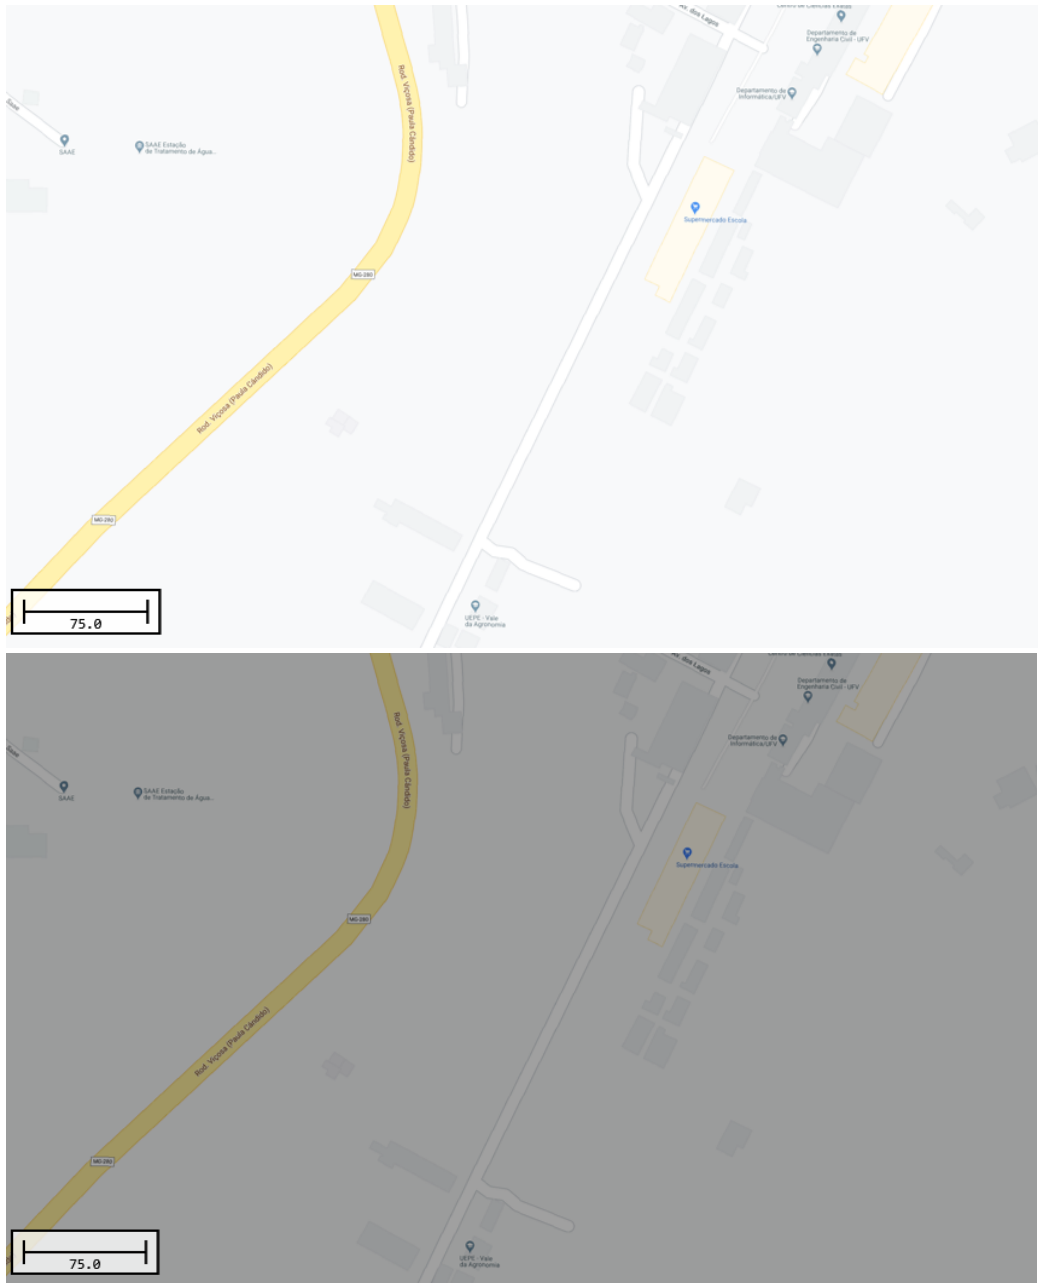 Centro de Ciências Exatas
Av. dos Lagos
Departamento de
Engenharia Civil - UFV
Rod. Viçosa (Paula Cândido)
Departamento de
Informática/UFV
Saae
SAAE
SAAE Estação
de Tratamento de Água...
Supermercado Escola
MG-280
Rod. Viçosa (Paula Cândido)
MG-280
75.0
UEPE - Vale
da Agronomia
Centro de Ciências Exatas
Av. dos Lagos
Departamento de
Engenharia Civil - UFV
Rod. Viçosa (Paula Cândido)
Departamento de
Informática/UFV
Saae
SAAE
SAAE Estação
de Tratamento de Água...
Supermercado Escola
MG-280
Rod. Viçosa (Paula Cândido)
MG-280
75.0
UEPE - Vale
da Agronomia